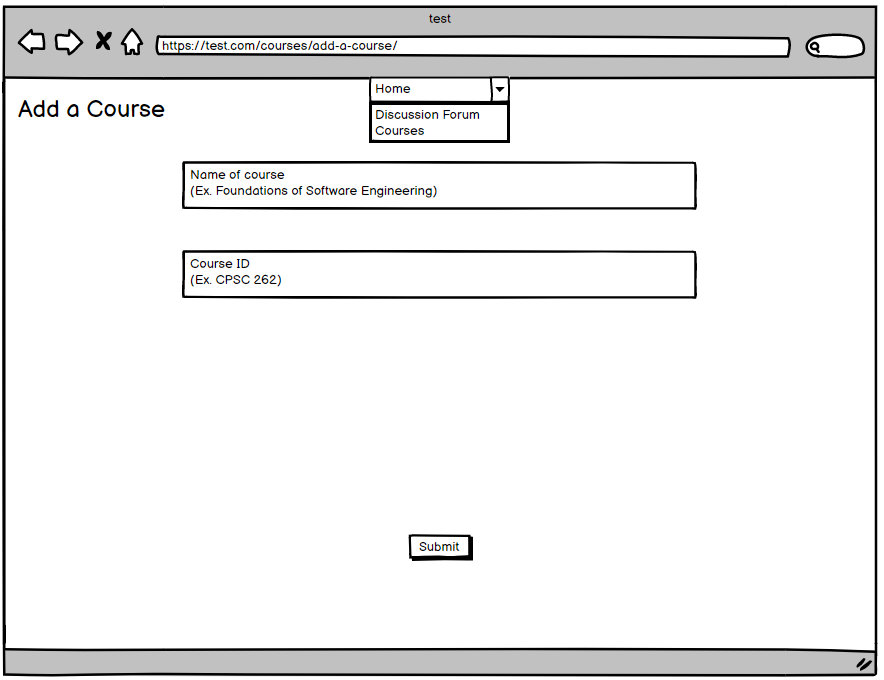 test
https://test.com/courses/add-a-course/
Home
Add a Course
Discussion Forum
Courses
Name of course
(Ex. Foundations of Software Engineering)
Course ID
(Ex. CPSC 262)
Submit